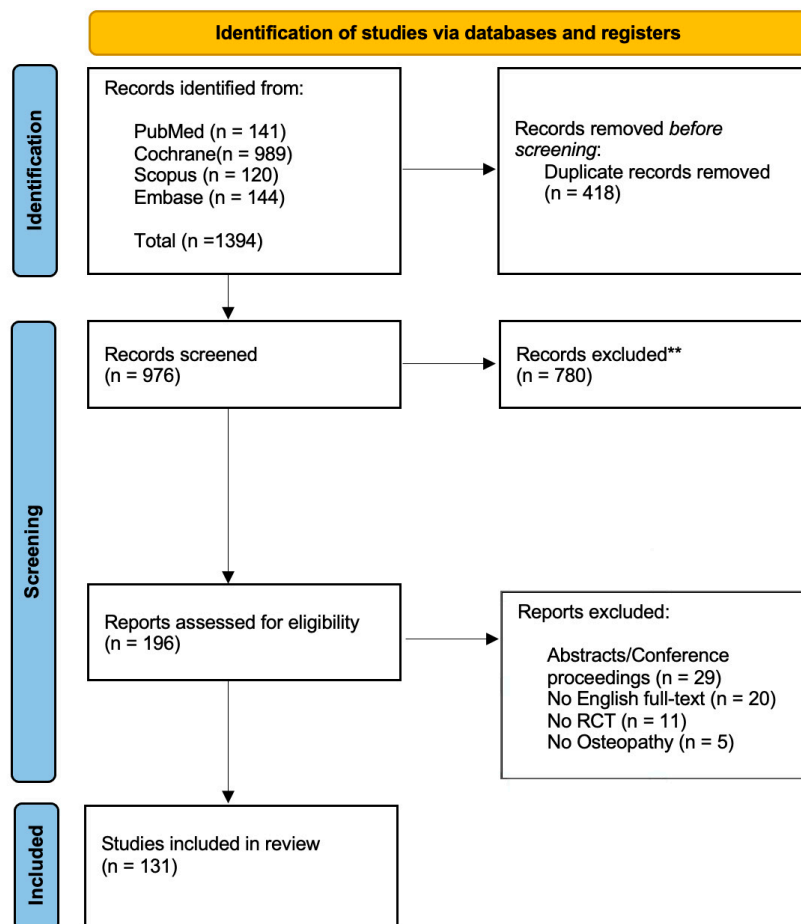 Identification of studies via databases and registers
Identification
Records identified from:
PubMed (n = 141)
Cochrane(n = 989)
Scopus (n = 120)
Embase (n = 144)
Total (n =1394)
Records removed before
screening:
Duplicate records removed
(n = 418)
Screening
Records screened
(n = 976)
Records excluded**
(n = 780)
Reports assessed for eligibility
(n = 196)
Reports excluded:
Abstracts/Conference
proceedings (n = 29)
No English full-text (n = 20)
No RCT (n = 11)
No Osteopathy (n = 5)
Included
Studies included in review
(n = 131)